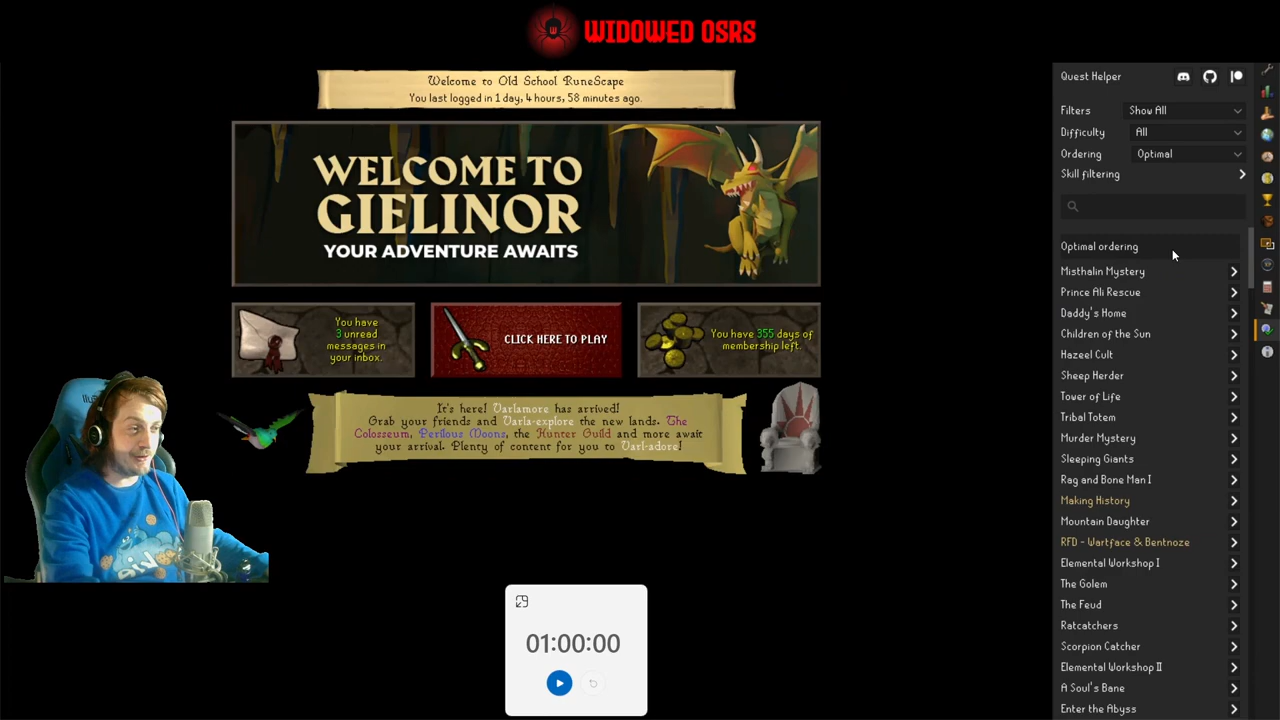 WIDOWED OSRS
Welcome to Old School RuneScape
You last logged in 1 day, 4 hours, 58 minutes ago.
WELCOME TO
GIELINOR
YOUR ADVENTURE AWAITS
You have
3 unread
messages in
your inbox.
CLICK HERE TO PLAY
You have 355 days of
membership left.
It's here! Varlamore has arrived!
Grab your friends and Varla-explore the new lands. The
Colosseum, Perilous Moons, the Hunter Guild and more await
your arrival. Plenty of content for you to Varl-adore!
01:00:00
Quest Helper
Filters Show All
Difficulty All
Ordering Optimal
Skill filtering
Optimal ordering
Misthalin Mystery
Prince Ali Rescue
Daddy's Home
Children of the Sun
Hazeel Cult
Sheep Herder
Tower of Life
Tribal Totem
Murder Mystery
Sleeping Giants
Rag and Bone Man I
Making History
Mountain Daughter
RFD - Wartface & Bentnoze
Elemental Workshop I
The Golem
The Feud
Ratcatchers
Scorpion Catcher
Elemental Workshop II
A Soul's Bane
Enter the Abyss